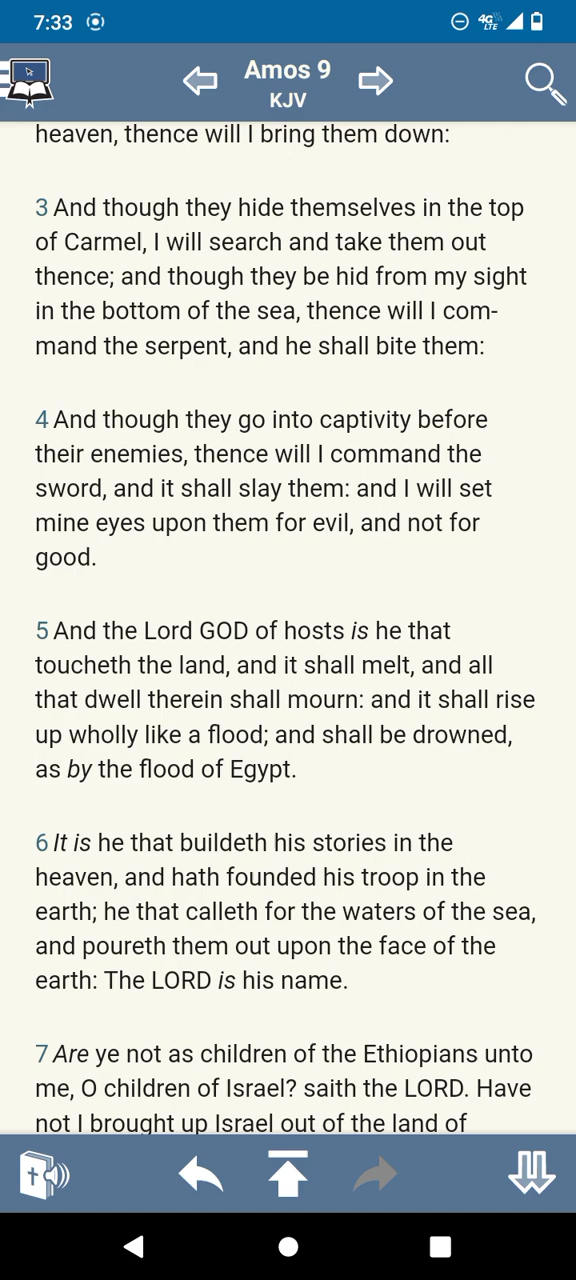 7:33
4G
LTE
Amos 9
KJV
heaven, thence will I bring them down:
3 And though they hide themselves in the top
of Carmel, I will search and take them out
thence; and though they be hid from my sight
in the bottom of the sea, thence will I com-
mand the serpent, and he shall bite them:
4 And though they go into captivity before
their enemies, thence will I command the
sword, and it shall slay them: and I will set
mine eyes upon them for evil, and not for
good.
5 And the Lord GOD of hosts is he that
toucheth the land, and it shall melt, and all
that dwell therein shall mourn: and it shall rise
up wholly like a flood; and shall be drowned,
as by the flood of Egypt.
6 It is he that buildeth his stories in the
heaven, and hath founded his troop in the
earth; he that calleth for the waters of the sea,
and poureth them out upon the face of the
earth: The LORD is his name.
7 Are ye not as children of the Ethiopians unto
me, O children of Israel? saith the LORD. Have
not I brought up Israel out of the land of